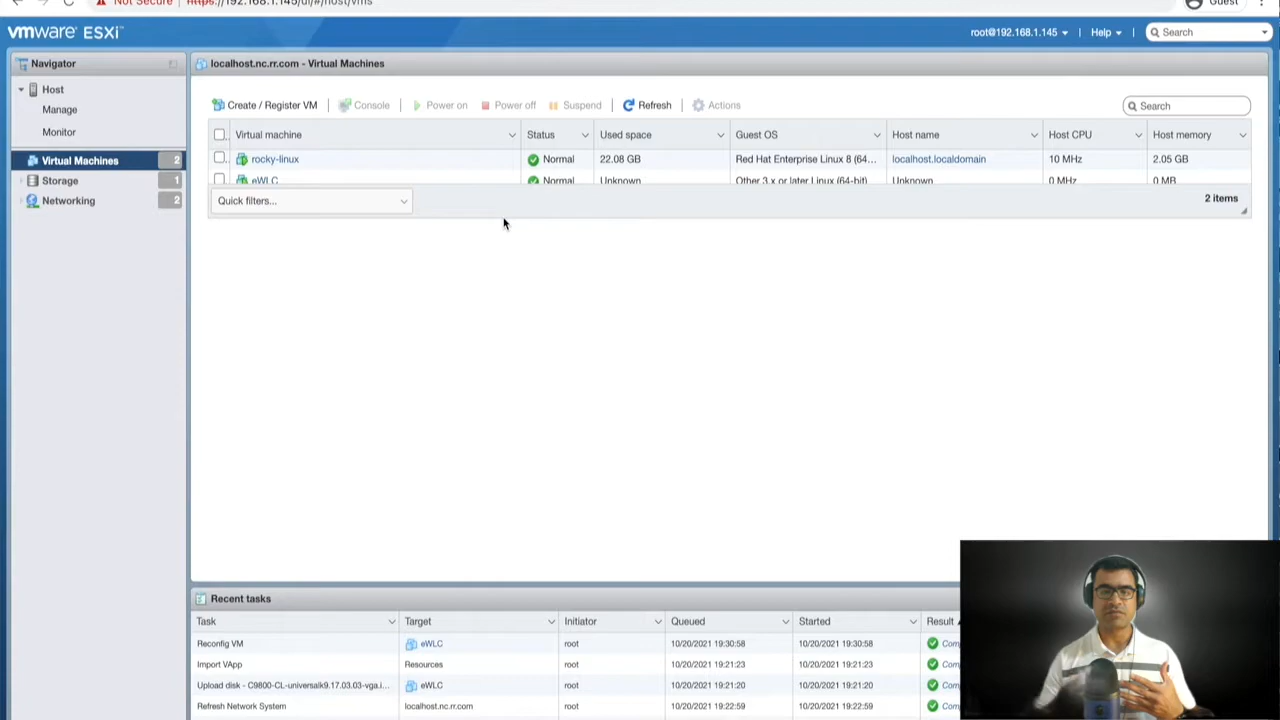 Not Secure https://192.168.1.145/ui/#/host/vms Guest
vmware ESXi™ root@192.168.1.145 | Help | Search
Navigator
localhost.nc.rr.com - Virtual Machines
Host
Manage
Monitor
Virtual Machines 2
Storage 1
Networking 2
Create / Register VM | Console | Power on Power off Suspend | Refresh | Actions Search
Virtual machine Status Used space Guest OS Host name Host CPU Host memory
rocky-linux Normal 22.08 GB Red Hat Enterprise Linux 8 (64... localhost.localdomain 10 MHz 2.05 GB
eWLC Normal Unknown Other 3.x or later Linux (64-bit) Unknown 0 MHz 0 MB
Quick filters... 2 items
Recent tasks
Task Target Initiator Queued Started Result
Reconfig VM eWLC root 10/20/2021 19:30:58 10/20/2021 19:30:58 Com
Import VApp Resources root 10/20/2021 19:21:23 10/20/2021 19:21:23 Com
Upload disk - C9800-CL-universalk9.17.03.03-vga.i... eWLC root 10/20/2021 19:21:20 10/20/2021 19:21:20 Com
Refresh Network System localhost.nc.rr.com root 10/20/2021 19:22:59 10/20/2021 19:22:59 Com